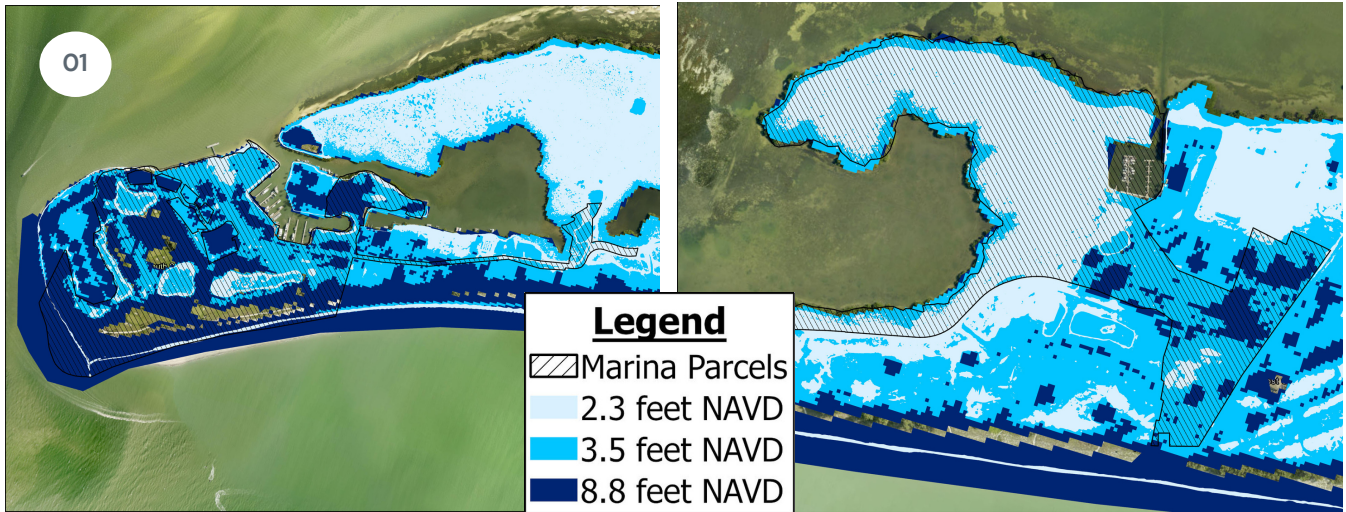 01
Legend
Marina Parcels
2.3 feet NAVD
3.5 feet NAVD
8.8 feet NAVD